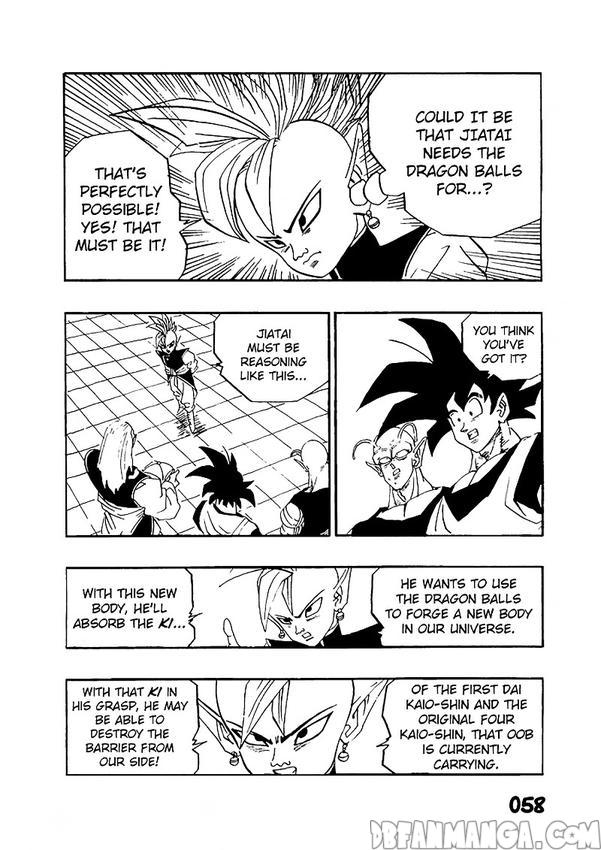 COULD IT BE
THAT JIATAI
NEEDS THE
DRAGON BALLS
FOR...?
THAT'S
PERFECTLY
POSSIBLE!
YES! THAT
MUST BE IT!
YOU THINK
YOU'VE
GOT IT?
JIATAI
MUST BE
REASONING
LIKE THIS...
HE WANTS TO USE
THE DRAGON BALLS
TO FORGE A NEW BODY
IN OUR UNIVERSE.
WITH THIS NEW
BODY, HE'LL
ABSORB THE KI...
OF THE FIRST DAI
KAIO-SHIN AND THE
ORIGINAL FOUR
KAIO-SHIN, THAT OOB
IS CURRENTLY
CARRYING.
WITH THAT KI IN
HIS GRASP, HE MAY
BE ABLE TO
DESTROY THE
BARRIER FROM
OUR SIDE!
058
DBFANMANGA.COM